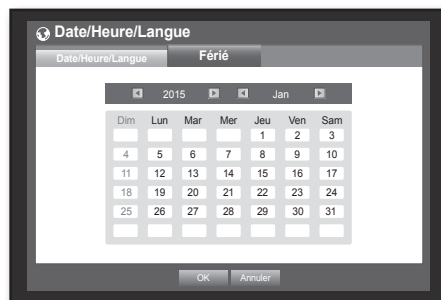 Date/Heure/Langue
Date/Heure/Langue Férié
2015 Jan
Dim Lun Mar Mer Jeu Ven Sam
1 2 3
4 5 6 7 8 9 10
11 12 13 14 15 16 17
18 19 20 21 22 23 24
25 26 27 28 29 30 31
OK Annuler